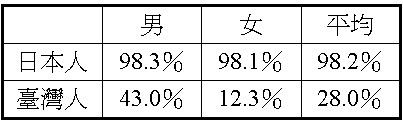 男 女 平均
日本人 98.3％ 98.1％ 98.2％
臺灣人 43.0％ 12.3％ 28.0％